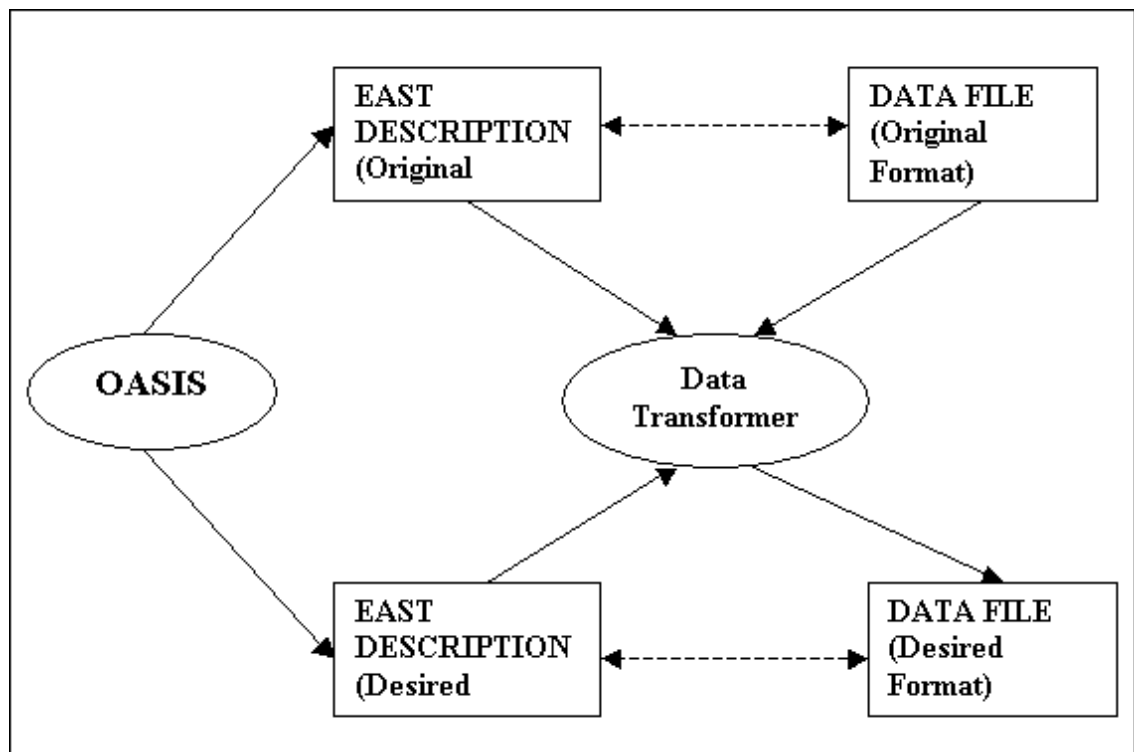 EAST
DESCRIPTION
(Original
DATA FILE
(Original
Format)
OASIS
Data
Transformer
EAST
DESCRIPTION
(Desired
DATA FILE
(Desired
Format)